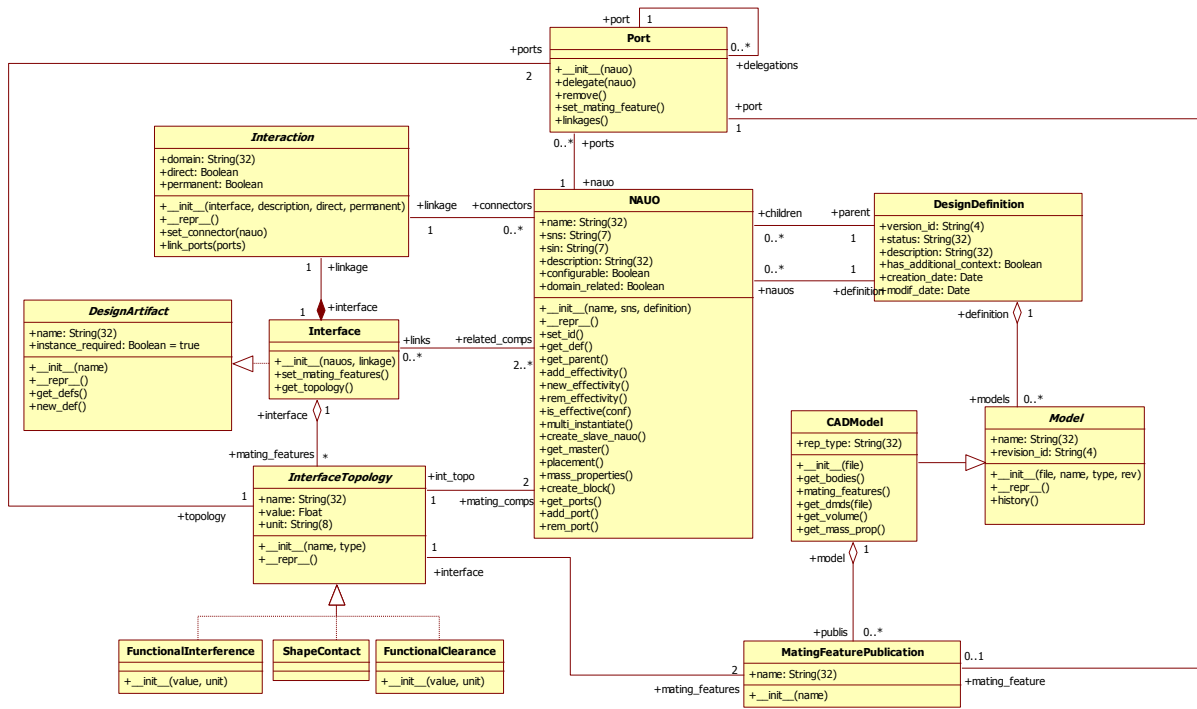 +port
1
Port
0..*
+delegations
+__init__(nauo)
+delegate(nauo)
+remove()
+set_mating_feature()
+linkages()
+ports
2
+port
1
0..*
+ports
1
+nauo
Interaction
+domain: String(32)
+direct: Boolean
+permanent: Boolean
+__init__(interface, description, direct, permanent)
+__repr__()
+set_connector(nauo)
+link_ports(ports)
+linkage
1
+connectors
0..*
NAUO
+name: String(32)
+sns: String(7)
+sin: String(7)
+description: String(32)
+configurable: Boolean
+domain_related: Boolean
+__init__(name, sns, definition)
+__repr__()
+set_id()
+get_def()
+get_parent()
+add_effectivity()
+new_effectivity()
+rem_effectivity()
+is_effective(conf)
+multi_instantiate()
+create_slave_nauo()
+get_master()
+placement()
+mass_properties()
+create_block()
+get_ports()
+add_port()
+rem_port()
+children
0..*
+parent
1
0..*
+nauos
1
+definition
DesignDefinition
+version_id: String(4)
+status: String(32)
+description: String(32)
+has_additional_context: Boolean
+creation_date: Date
+modif_date: Date
+definition
1
+models
0..*
1
+linkage
1
+interface
DesignArtifact
+name: String(32)
+instance_required: Boolean = true
+__init__(name)
+__repr__()
+get_defs()
+new_def()
Interface
+__init__(nauos, linkage)
+set_mating_features()
+get_topology()
+links
0..*
+related_comps
2..*
+interface
1
+mating_features
*
CADModel
+rep_type: String(32)
+__init__(file)
+get_bodies()
+mating_features()
+get_dmds(file)
+get_volume()
+get_mass_prop()
Model
+name: String(32)
+revision_id: String(4)
+__init__(file, name, type, rev)
+__repr__()
+history()
1
+topology
InterfaceTopology
+name: String(32)
+value: Float
+unit: String(8)
+__init__(name, type)
+__repr__()
+int_topo
1
2
+mating_comps
1
+interface
1
+model
+publis
0..*
FunctionalInterference
+__init__(value, unit)
ShapeContact
FunctionalClearance
+__init__(value, unit)
MatingFeaturePublication
+name: String(32)
+__init__(name)
2
+mating_features
0..1
+mating_feature